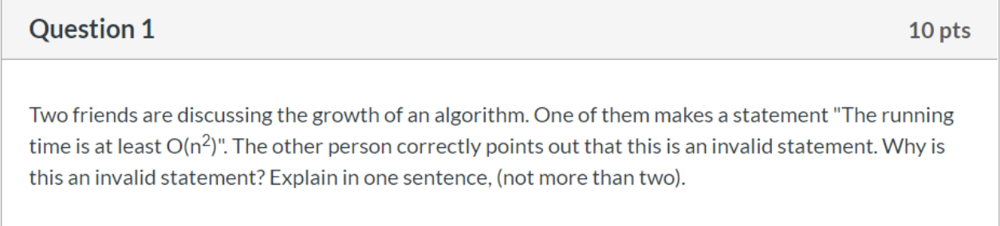 Question 1
10 pts
Two friends are discussing the growth of an algorithm. One of them makes a statement "The running
time is at least O(n²)". The other person correctly points out that this is an invalid statement. Why is
this an invalid statement? Explain in one sentence, (not more than two).